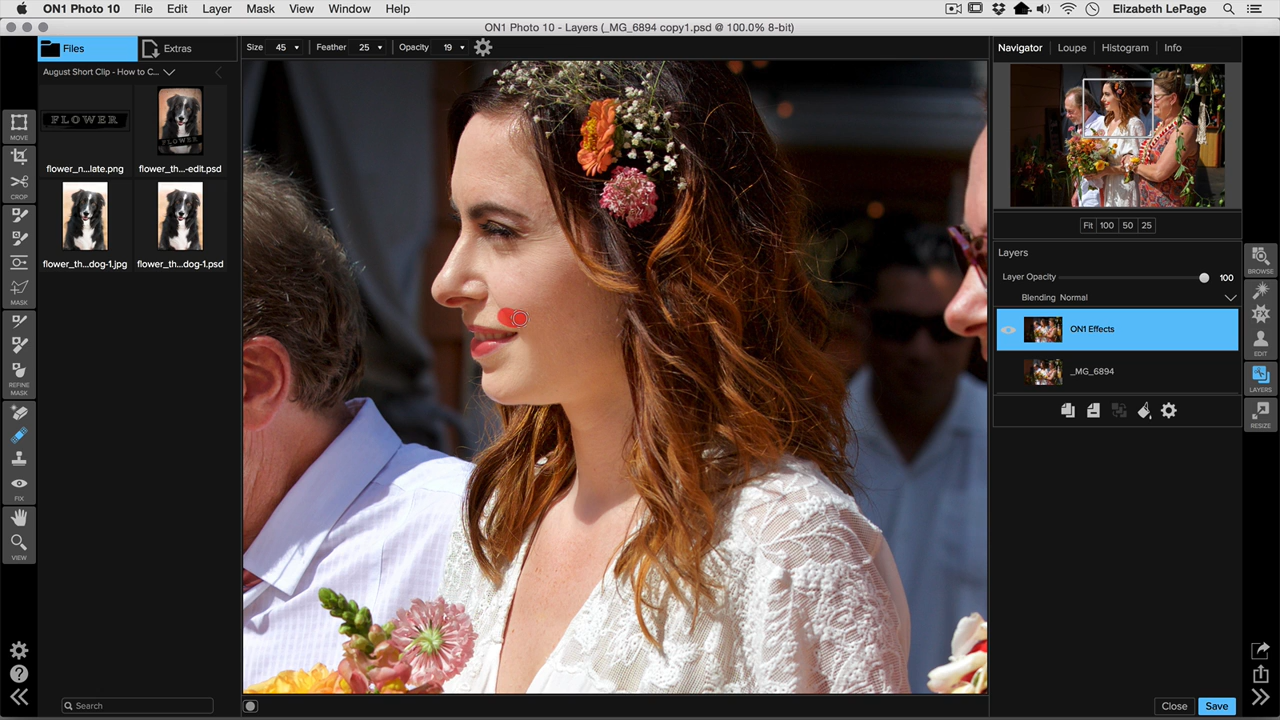 ON1 Photo 10 File Edit Layer Mask View Window Help Elizabeth LePage
ON1 Photo 10 - Layers (_MG_6894 copy1.psd @ 100.0% 8-bit)
Files Extras
Size 45 Feather 25 Opacity 19
Navigator Loupe Histogram Info
August Short Clip - How to C...
FLOWER
flower_n...late.png flower_th...-edit.psd
flower_th...dog-1.jpg flower_th...dog-1.psd
MOVE
CROP
MASK
REFINE
MASK
FIX
VIEW
Fit 100 50 25
Layers
Layer Opacity 100
Blending Normal
ON1 Effects
_MG_6894
BROWSE
EDIT
LAYERS
RESIZE
Search
Close Save